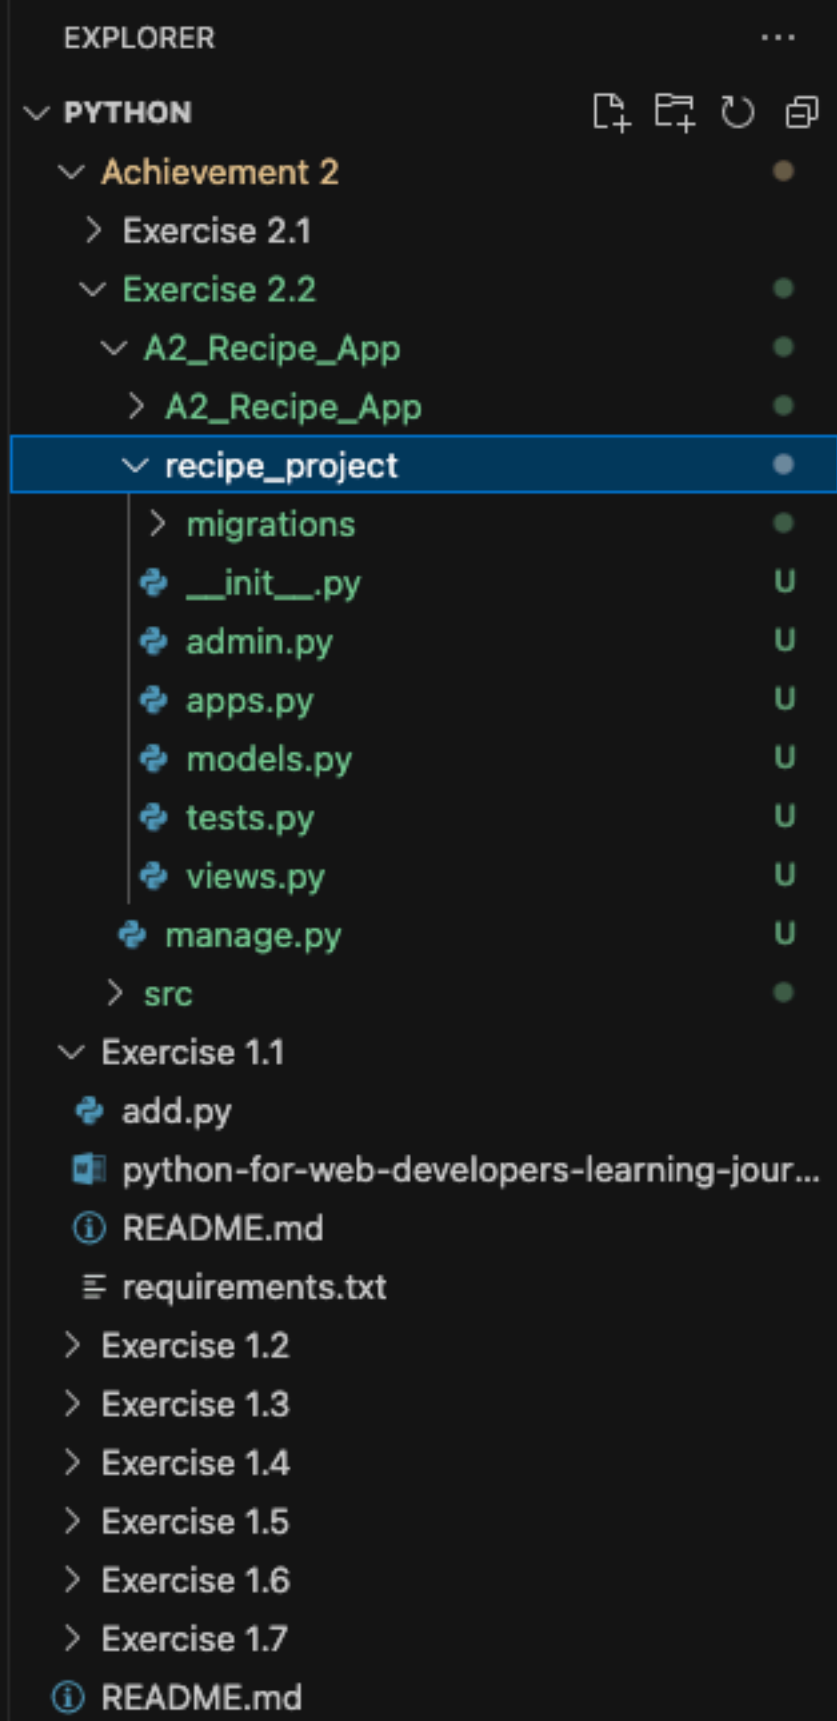 EXPLORER
PYTHON
Achievement 2
Exercise 2.1
Exercise 2.2
A2_Recipe_App
A2_Recipe_App
recipe_project
migrations
__init__.py U
admin.py U
apps.py U
models.py U
tests.py U
views.py U
manage.py U
src
Exercise 1.1
add.py
python-for-web-developers-learning-jour...
README.md
requirements.txt
Exercise 1.2
Exercise 1.3
Exercise 1.4
Exercise 1.5
Exercise 1.6
Exercise 1.7
README.md